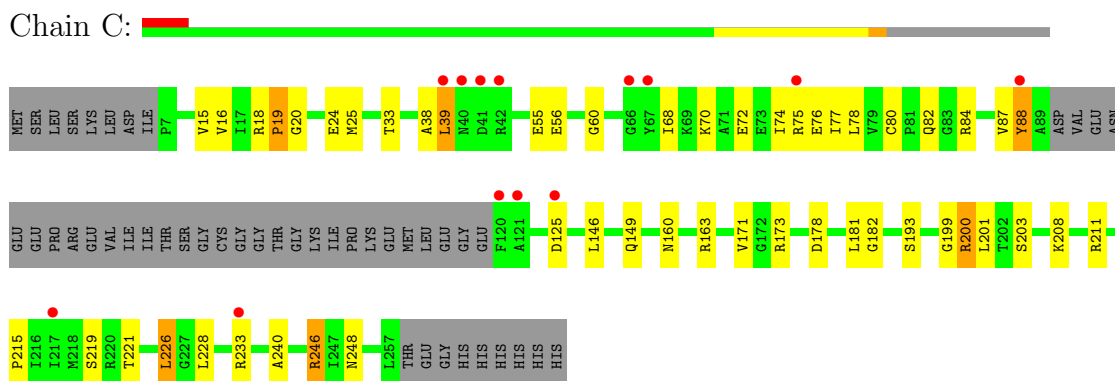 Chain C:
MET SER LEU SER LYS LEU ASP ILE P7 V15 V16 I17 R18 P19 G20 E24 M25 T33 A38 L39 N40 D41 R42 E55 E56 G60 G66 Y67 I68 K69 K70 A71 E72 E73 I74 R75 E76 I77 L78 V79 C80 P81 Q82 G83 R84 V87 Y88 A89 ASP VAL GLU ASN
GLU GLU PRO ARG GLU VAL ILE ILE THR SER GLY CYS GLY GLY THR GLY LYS ILE PRO LYS GLU MET LEU GLU GLY GLU F120 A121 D125 L146 Q149 N160 R163 V171 G172 R173 D178 L181 G182 S193 G199 R200 L201 T202 S203 K208 R211
P215 I216 I217 M218 S219 R220 T221 L226 G227 L228 R233 A240 R246 I247 N248 L257 THR GLU GLY HIS HIS HIS HIS HIS HIS